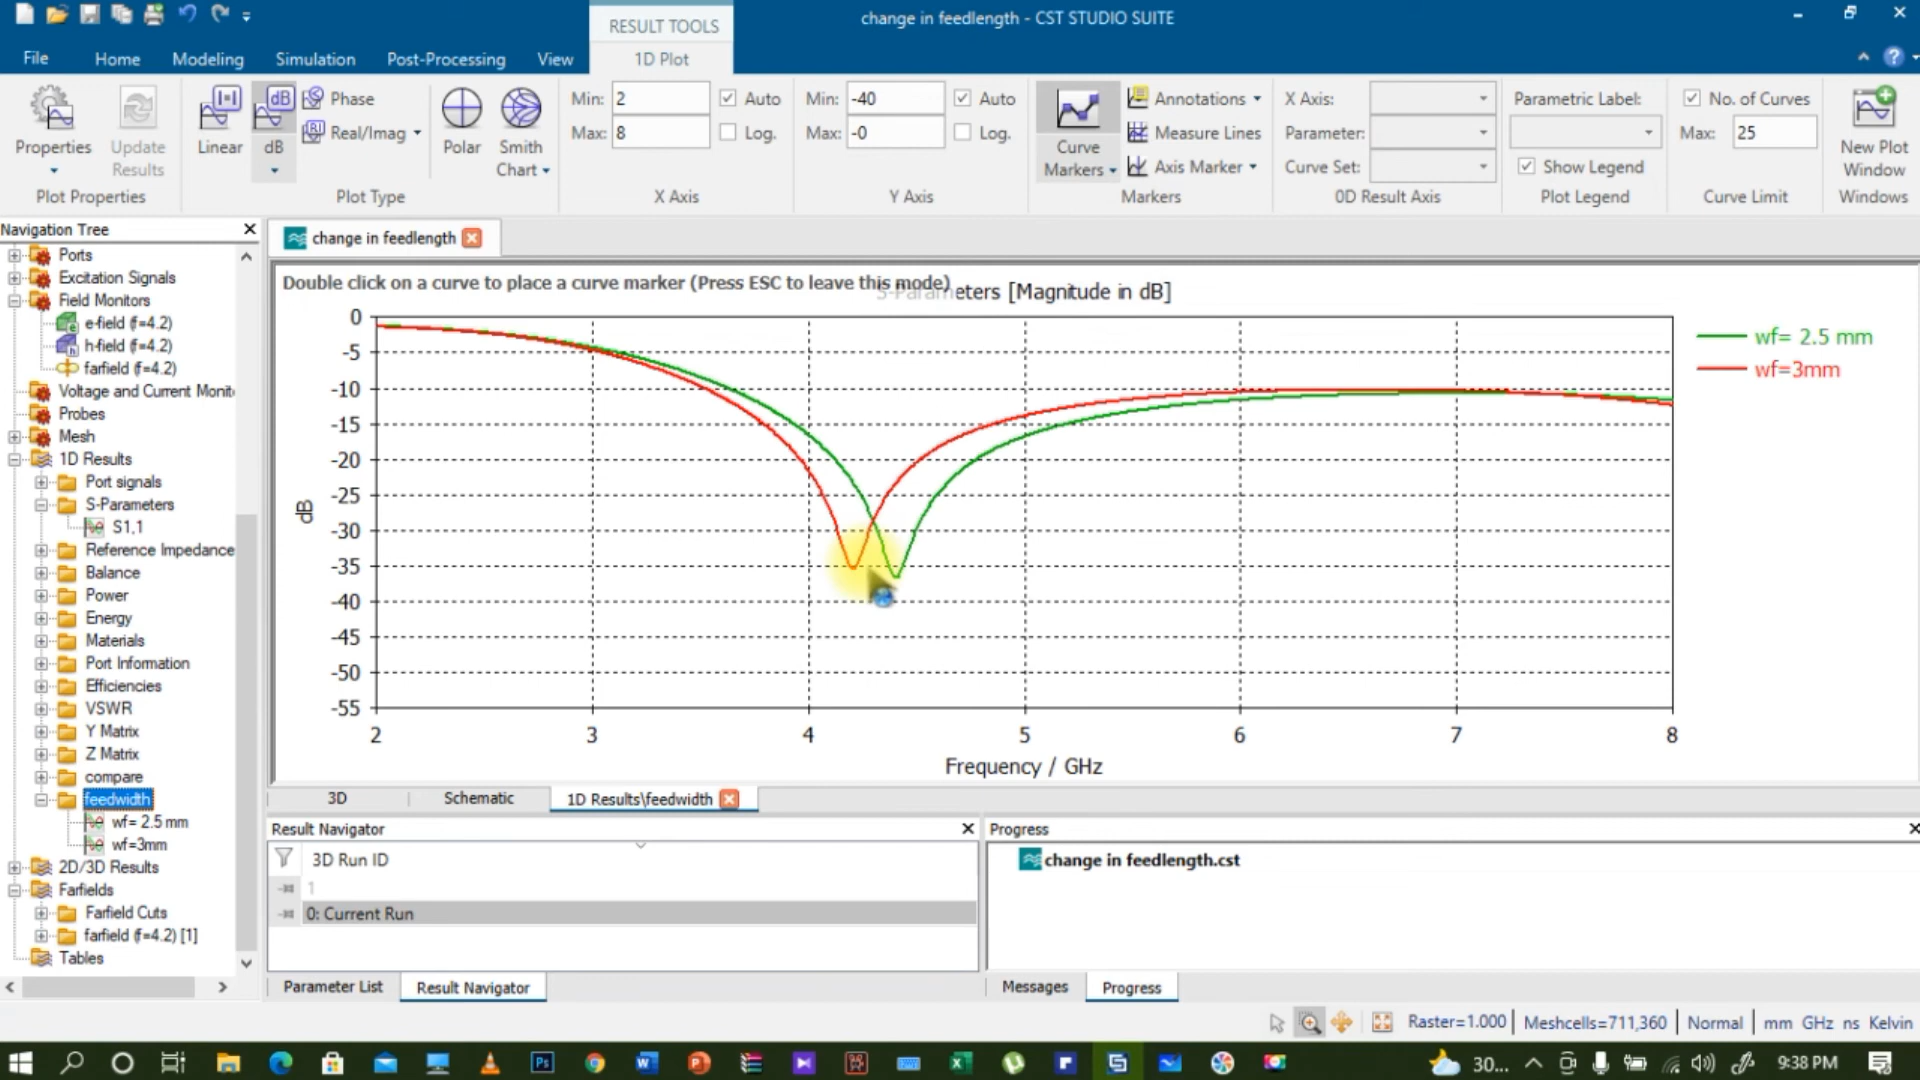 change in feedlength - CST STUDIO SUITE
RESULT TOOLS
File
Home
Modeling
Simulation
Post-Processing
View
1D Plot
Properties
Update Results
Plot Properties
Linear
dB
Phase
Real/Imag
Polar
Smith Chart
Plot Type
Min: 2
Auto
Max: 8
Log.
X Axis
Min: -40
Auto
Max: -0
Log.
Y Axis
Curve Markers
Annotations
Measure Lines
Axis Marker
Markers
X Axis:
Parameter:
Curve Set:
0D Result Axis
Parametric Label:
Show Legend
Plot Legend
No. of Curves
Max: 25
Curve Limit
New Plot Window
Windows
Navigation Tree
Ports
Excitation Signals
Field Monitors
e-field (f=4.2)
h-field (f=4.2)
farfield (f=4.2)
Voltage and Current Monit
Probes
Mesh
1D Results
Port signals
S-Parameters
S1,1
Reference Impedance
Balance
Power
Energy
Materials
Port Information
Efficiencies
VSWR
Y Matrix
Z Matrix
compare
feedwidth
wf= 2.5 mm
wf=3mm
2D/3D Results
Farfields
Farfield Cuts
farfield (f=4.2) [1]
Tables
change in feedlength
Double click on a curve to place a curve marker (Press ESC to leave this mode)
S-Parameters [Magnitude in dB]
0
-5
-10
-15
-20
-25
-30
-35
-40
-45
-50
-55
dB
2 3 4 5 6 7 8
Frequency / GHz
wf= 2.5 mm
wf=3mm
3D
Schematic
1D Results\feedwidth
Result Navigator
3D Run ID
1
0: Current Run
Parameter List
Result Navigator
Progress
change in feedlength.cst
Messages
Progress
Raster=1.000
Meshcells=711,360
Normal
mm GHz ns Kelvin
30...
9:38 PM